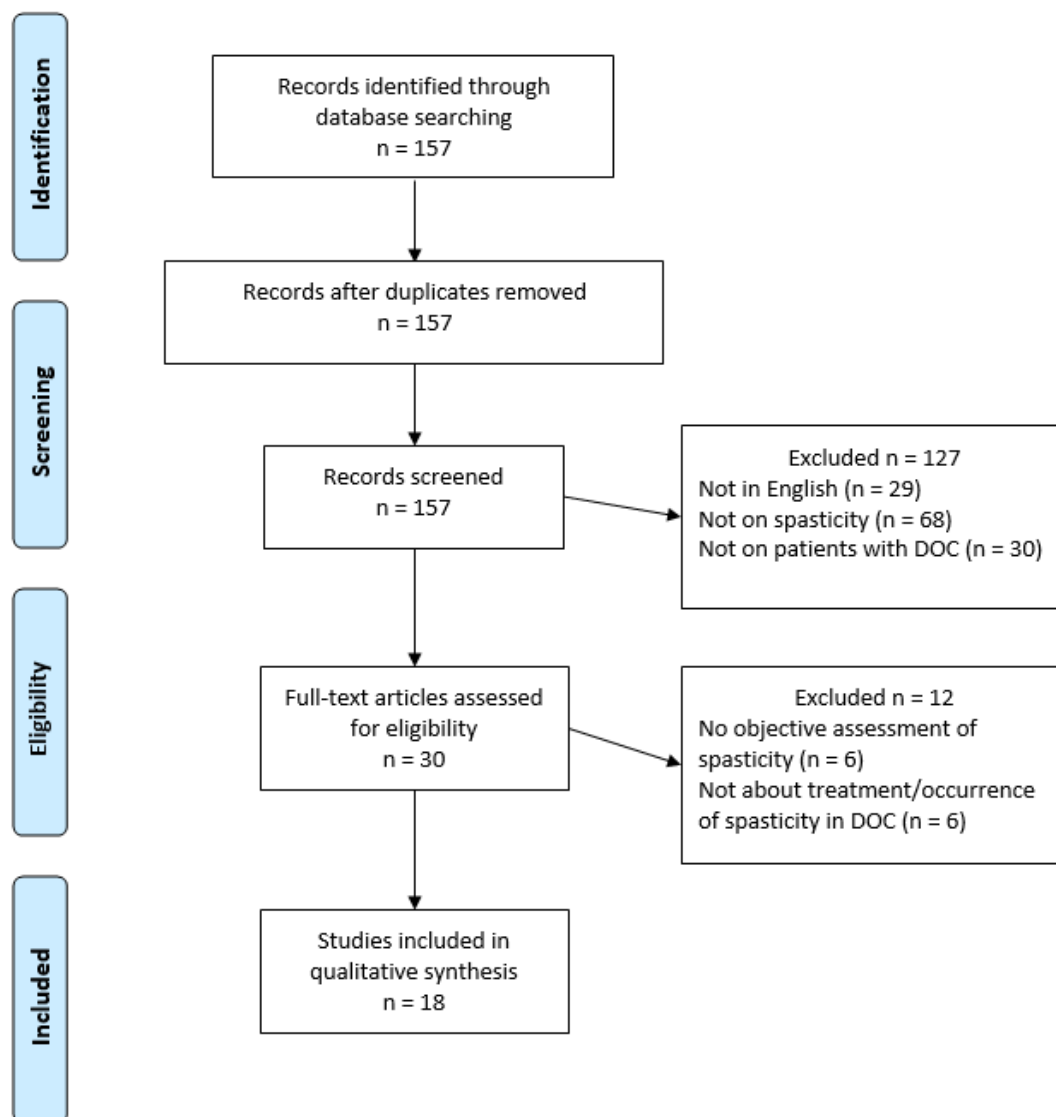 Identification
Records identified through
database searching
n = 157
Records after duplicates removed
n = 157
Screening
Records screened
n = 157
Excluded n = 127
Not in English (n = 29)
Not on spasticity (n = 68)
Not on patients with DOC (n = 30)
Eligibility
Full-text articles assessed
for eligibility
n = 30
Excluded n = 12
No objective assessment of
spasticity (n = 6)
Not about treatment/occurrence
of spasticity in DOC (n = 6)
Included
Studies included in
qualitative synthesis
n = 18